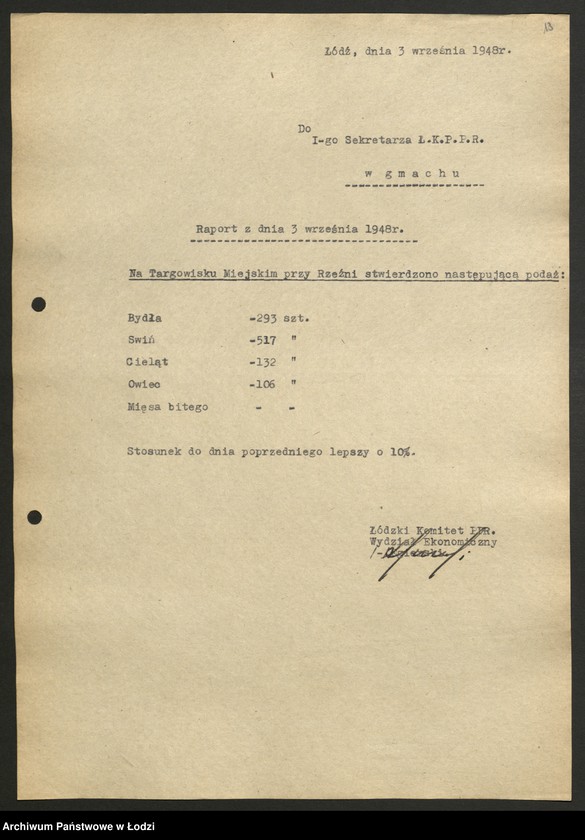 13
Łódź, dnia 3 września 1948r.
Do
I-go Sekretarza Ł.K.P.P.R.
w g m a c h u
Raport z dnia 3 września 1948r.
Na Targowisku Miejskim przy Rzeźni stwierdzono następującą podaż:
Bydła -293 szt.
Swiń -517 "
Cieląt -132 "
Owiec -106 "
Mięsa bitego - -
Stosunek do dnia poprzedniego lepszy o 10%.
Łódzki Komitet PPR.
Wydział Ekonomiczny
Archiwum Państwowe w Łodzi